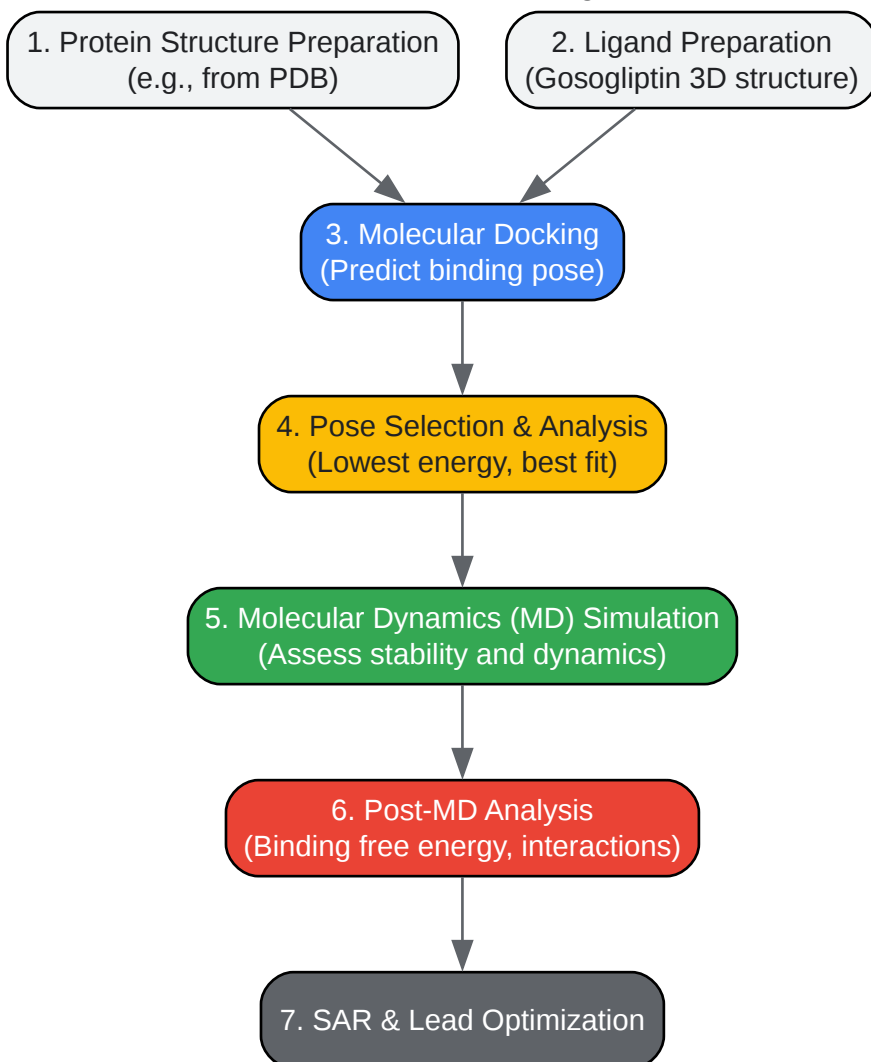 1. Protein Structure Preparation
(e.g., from PDB)
2. Ligand Preparation
(Gosogliptin 3D structure)
3. Molecular Docking
(Predict binding pose)
4. Pose Selection & Analysis
(Lowest energy, best fit)
5. Molecular Dynamics (MD) Simulation
(Assess stability and dynamics)
6. Post-MD Analysis
(Binding free energy, interactions)
7. SAR & Lead Optimization